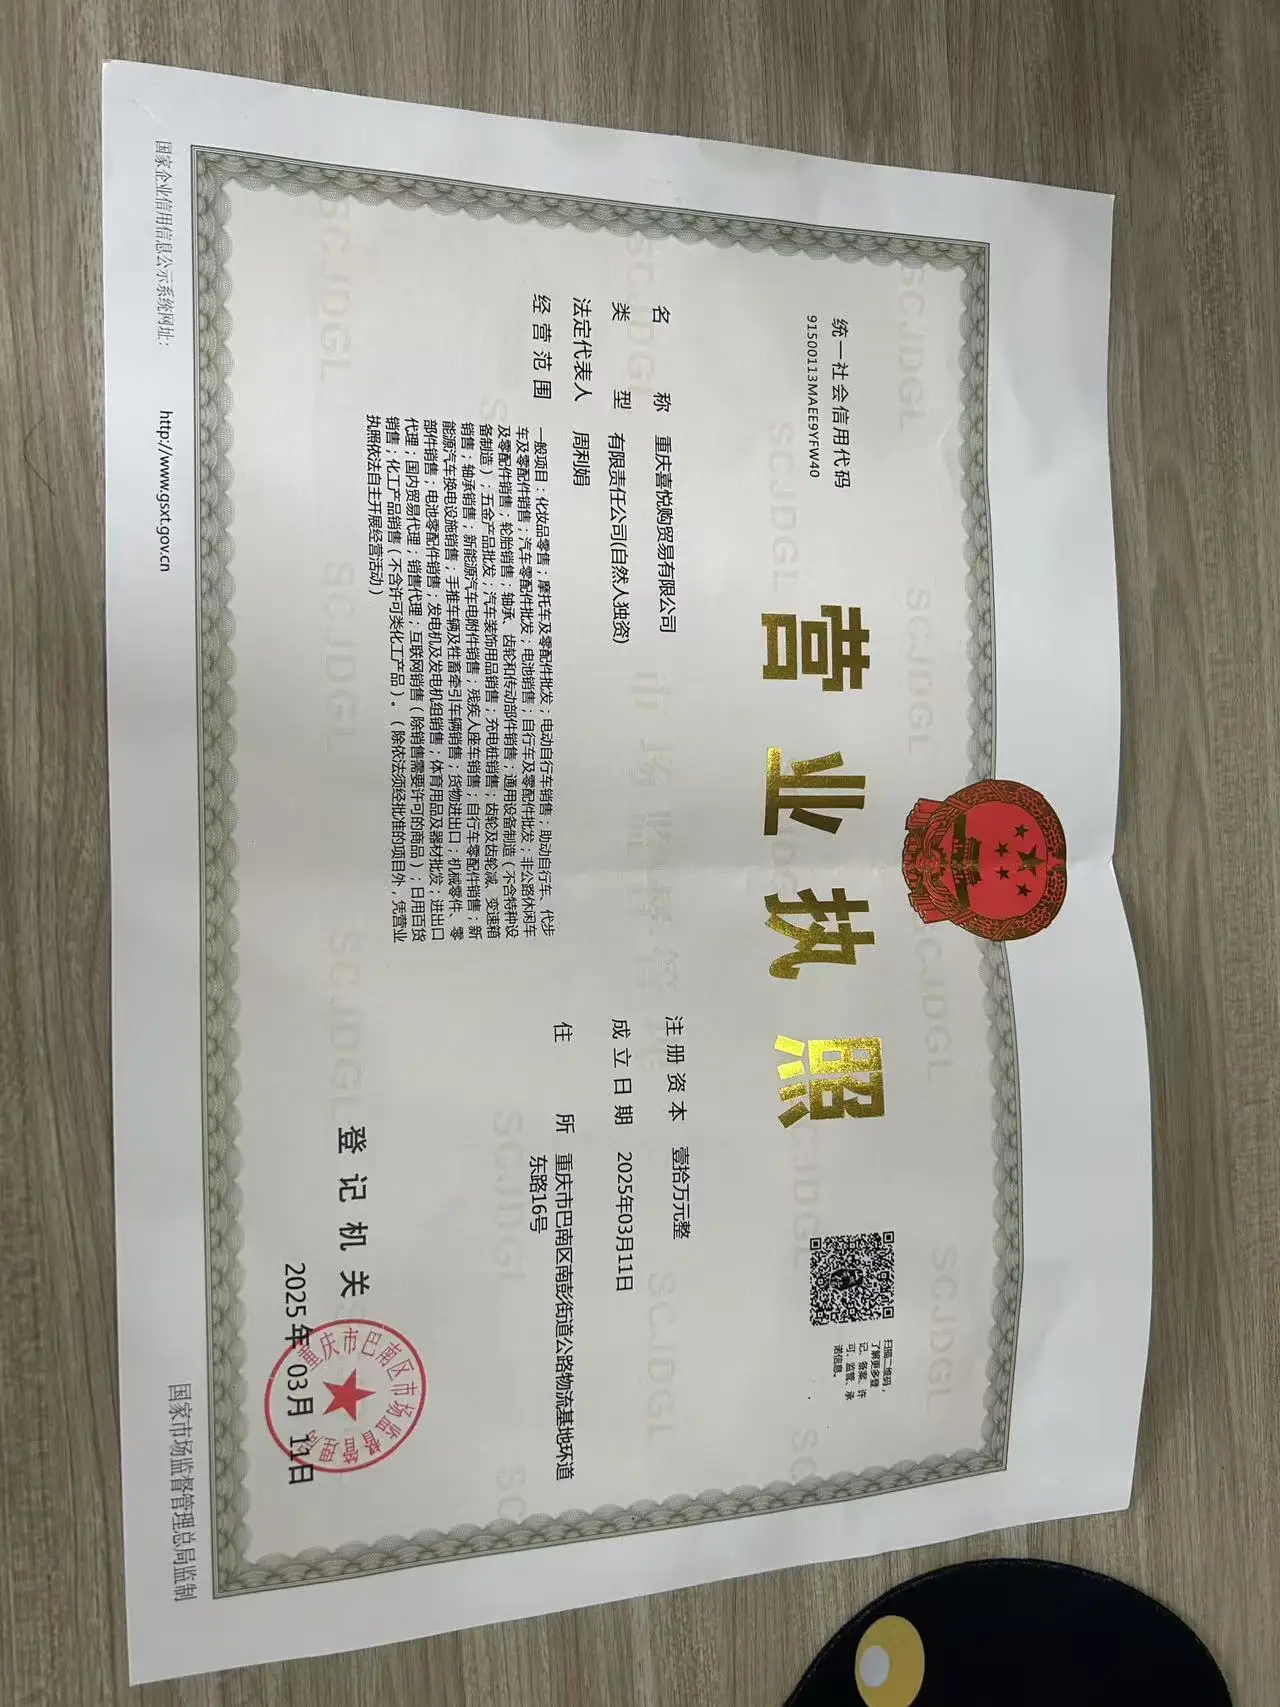 统一社会信用代码
91500113MAEE9YFW40
营业执照
扫描二维码，
了解更多登
记、备案、许
可、监管、承
诺信息。
名称 重庆喜悦购贸易有限公司
类型 有限责任公司(自然人独资)
法定代表人 周利娟
经营范围 一般项目：化妆品零售；摩托车及零配件批发；电动自行车销售；助动自行车、代步
车及零配件销售；汽车零配件批发；电池销售；自行车及零配件批发；非公路休闲车
及零配件销售；轮胎销售；轴承、齿轮和传动部件销售；通用设备制造（不含特种设
备制造）；五金产品批发；汽车装饰用品销售；充电桩销售；齿轮及齿轮减、变速箱
销售；轴承销售；新能源汽车电附件销售；残疾人座车销售；自行车零配件销售；新
能源汽车换电设施销售；手推车辆及牲畜牵引车辆销售；货物进出口；机械零件、零
部件销售；电池零配件销售；发电机及发电机组销售；体育用品及器材批发；进出口
代理；国内贸易代理；销售代理；互联网销售（除销售需要许可的商品）；日用百货
销售；化工产品销售（不含许可类化工产品）。（除依法须经批准的项目外，凭营业
执照依法自主开展经营活动）
注册资本 壹拾万元整
成立日期 2025年03月11日
住所 重庆市巴南区南彭街道公路物流基地环道
东路16号
登记机关
重庆市巴南区市场监督管理局
2025年03月11日
国家企业信用信息公示系统网址： http://www.gsxt.gov.cn
国家市场监督管理总局监制